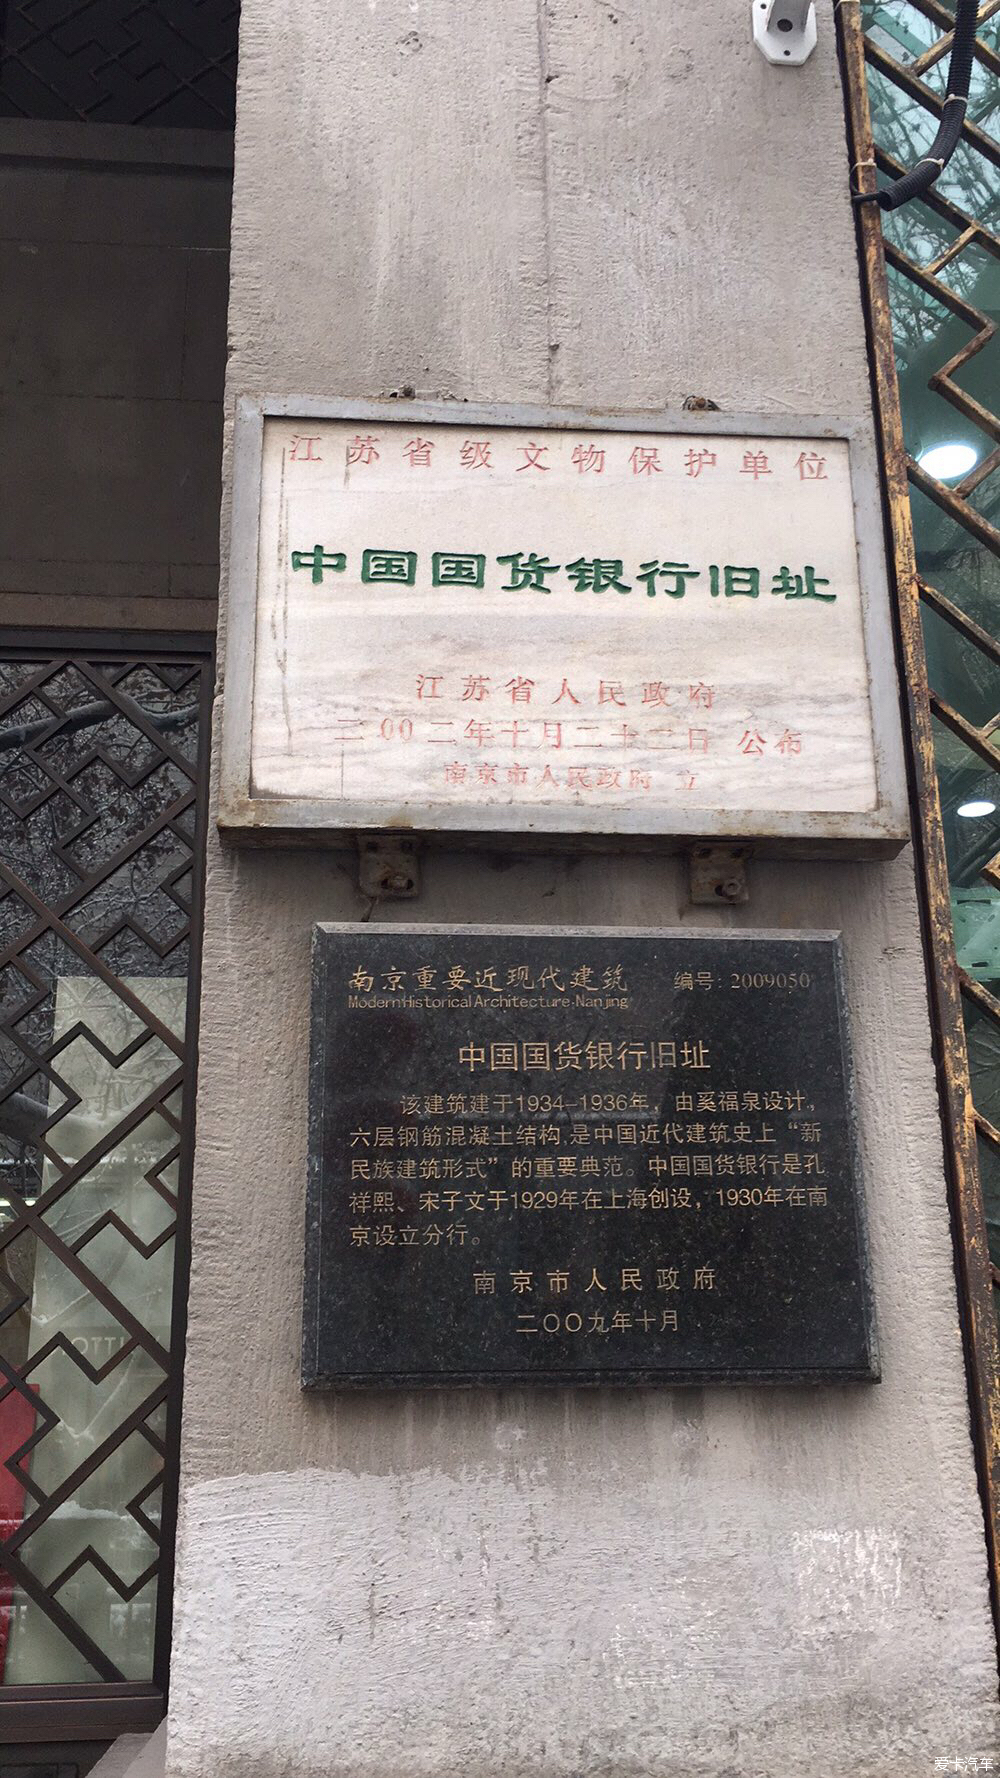 江苏省级文物保护单位
中国国货银行旧址
江苏省人民政府
二00二年十月二十二日 公布
南京市人民政府 立
南京重要近现代建筑 编号：2009050
Modern Historical Architecture·Nanjing
中国国货银行旧址
该建筑建于1934-1936年，由奚福泉设计。
六层钢筋混凝土结构，是中国近代建筑史上“新
民族建筑形式”的重要典范。中国国货银行是孔
祥熙、宋子文于1929年在上海创设，1930年在南
京设立分行。
南京市人民政府
二〇〇九年十月
爱卡汽车